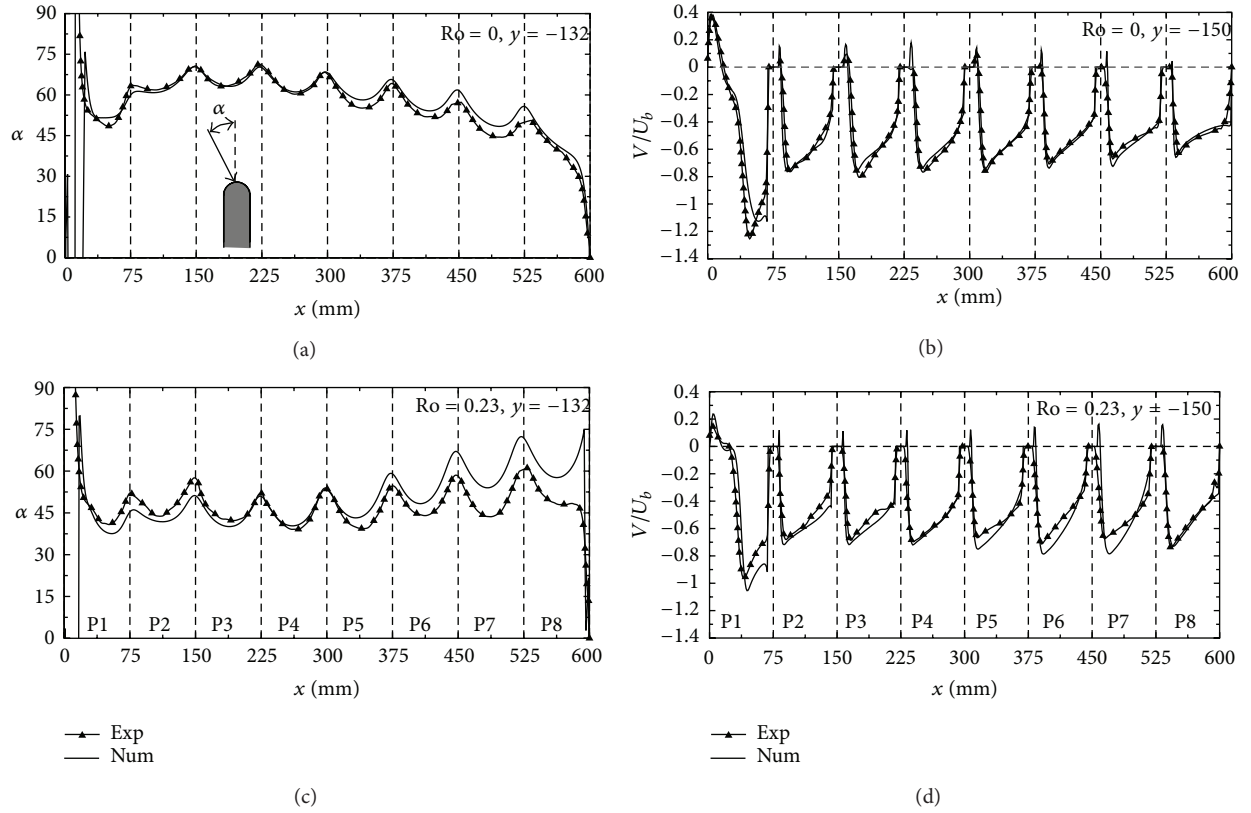 90
75
60
45
30
15
0
α
α
Ro = 0, y = −132
0 75 150 225 300 375 450 525 600
x (mm)
(a)
0.4
0.2
0
−0.2
−0.4
−0.6
−0.8
−1
−1.2
−1.4
V/U_b
Ro = 0, y = −150
0 75 150 225 300 375 450 525 600
x (mm)
(b)
90
75
60
45
30
15
0
α
Ro = 0.23, y = −132
P1 P2 P3 P4 P5 P6 P7 P8
0 75 150 225 300 375 450 525 600
x (mm)
Exp
Num
(c)
0.4
0.2
0
−0.2
−0.4
−0.6
−0.8
−1
−1.2
−1.4
V/U_b
Ro = 0.23, y = −150
P1 P2 P3 P4 P5 P6 P7 P8
0 75 150 225 300 375 450 525 600
x (mm)
Exp
Num
(d)